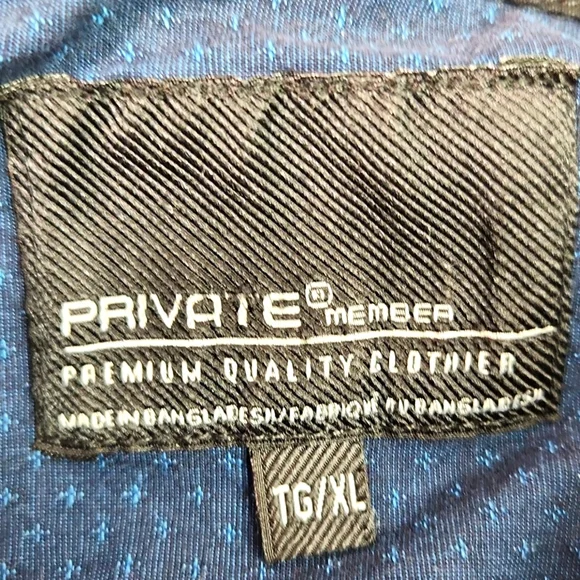 PRIVATE ® MEMBER
PREMIUM QUALITY CLOTHIER
MADE IN BANGLADESH/FABRIQUÉ AU BANGLADESH
TG/XL